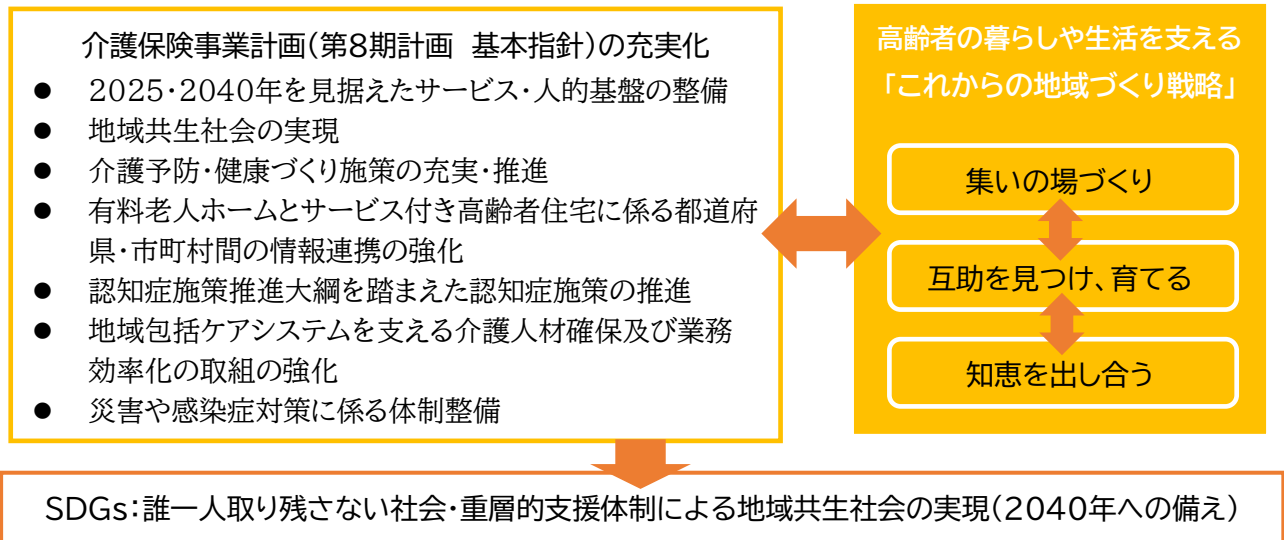 介護保険事業計画(第8期計画 基本指針)の充実化
● 2025・2040年を見据えたサービス・人的基盤の整備
● 地域共生社会の実現
● 介護予防・健康づくり施策の充実・推進
● 有料老人ホームとサービス付き高齢者住宅に係る都道府
県・市町村間の情報連携の強化
● 認知症施策推進大綱を踏まえた認知症施策の推進
● 地域包括ケアシステムを支える介護人材確保及び業務
効率化の取組の強化
● 災害や感染症対策に係る体制整備
高齢者の暮らしや生活を支える
「これからの地域づくり戦略」
集いの場づくり
互助を見つけ、育てる
知恵を出し合う
SDGs:誰一人取り残さない社会・重層的支援体制による地域共生社会の実現(2040年への備え)